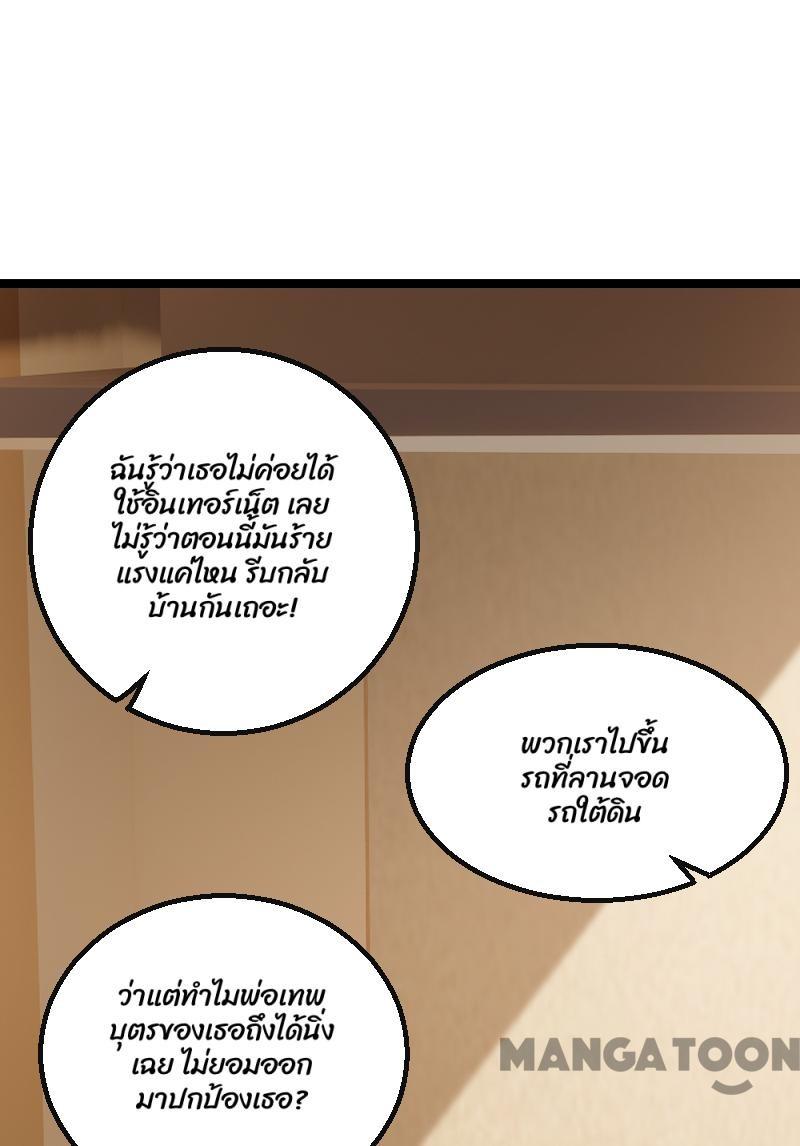 ฉันรู้ว่าเธอไม่ค่อยได้
ใช้อินเทอร์เน็ต เลย
ไม่รู้ว่าตอนนี้มันร้าย
แรงแค่ไหน รีบกลับ
บ้านกันเถอะ!
พวกเราไปขึ้น
รถที่ลานจอด
รถใต้ดิน
ว่าแต่ทำไมพ่อเทพ
บุตรของเธอถึงได้นิ่ง
เฉย ไม่ยอมออก
มาปกป้องเธอ?
MANGATOON